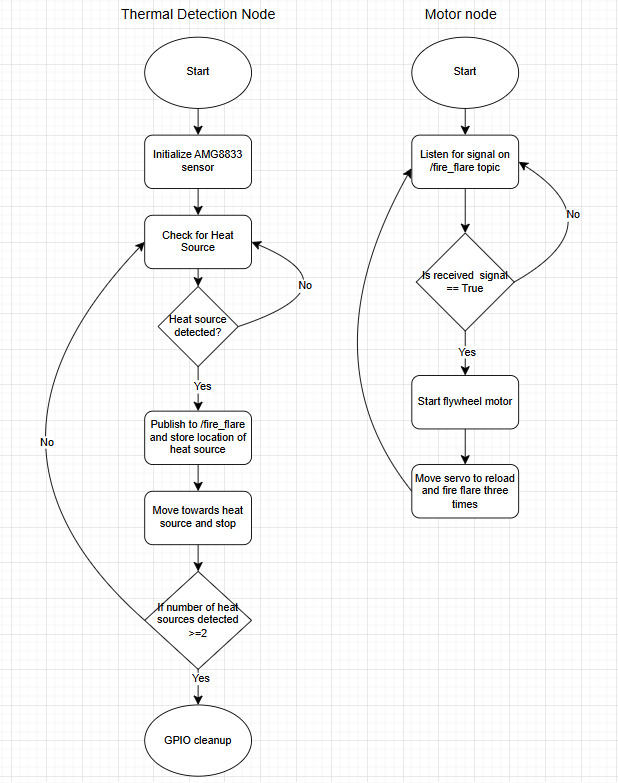 Thermal Detection Node
Start
Initialize AMG8833
sensor
Check for Heat
Source
No
Heat source
detected?
Yes
Publish to /fire_flare
and store location of
heat source
No
Move towards heat
source and stop
If number of heat
sources detected
>=2
Yes
GPIO cleanup
Motor node
Start
Listen for signal on
/fire_flare topic
No
Is received  signal
== True
Yes
Start flywheel motor
Move servo to reload
and fire flare three
times